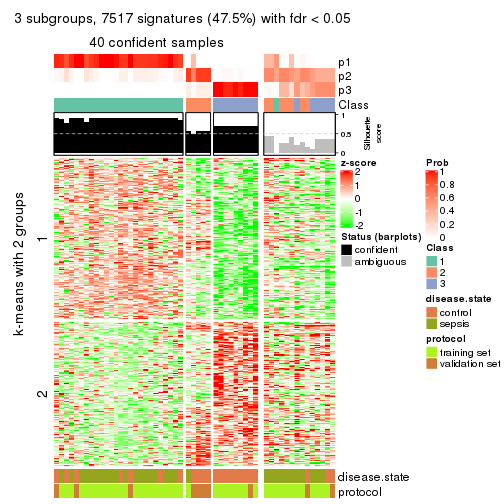 3 subgroups, 7517 signatures (47.5%) with fdr < 0.05
40 confident samples
p1
p2
p3
Class
1
0.5
0
Silhouette
score
k-means with 2 groups
1
2
disease.state
protocol
z-score
2
1
0
-1
-2
Status (barplots)
confident
ambiguous
Prob
1
0.8
0.6
0.4
0.2
0
Class
1
2
3
disease.state
control
sepsis
protocol
training set
validation set